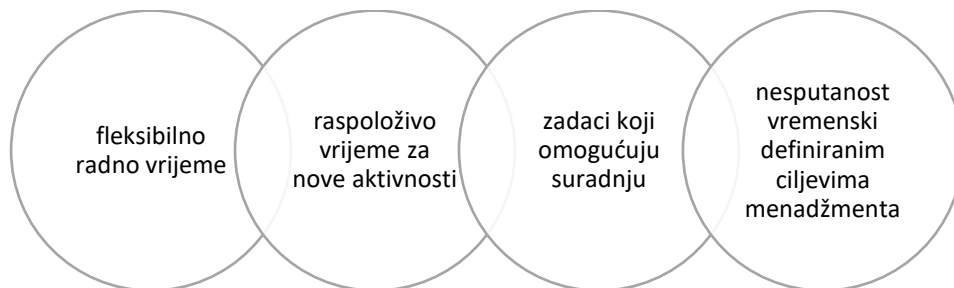 fleksibilno
radno vrijeme
raspoloživo
vrijeme za
nove aktivnosti
zadaci koji
omogućuju
suradnju
nesputanost
vremenski
definiranim
ciljevima
menadžmenta